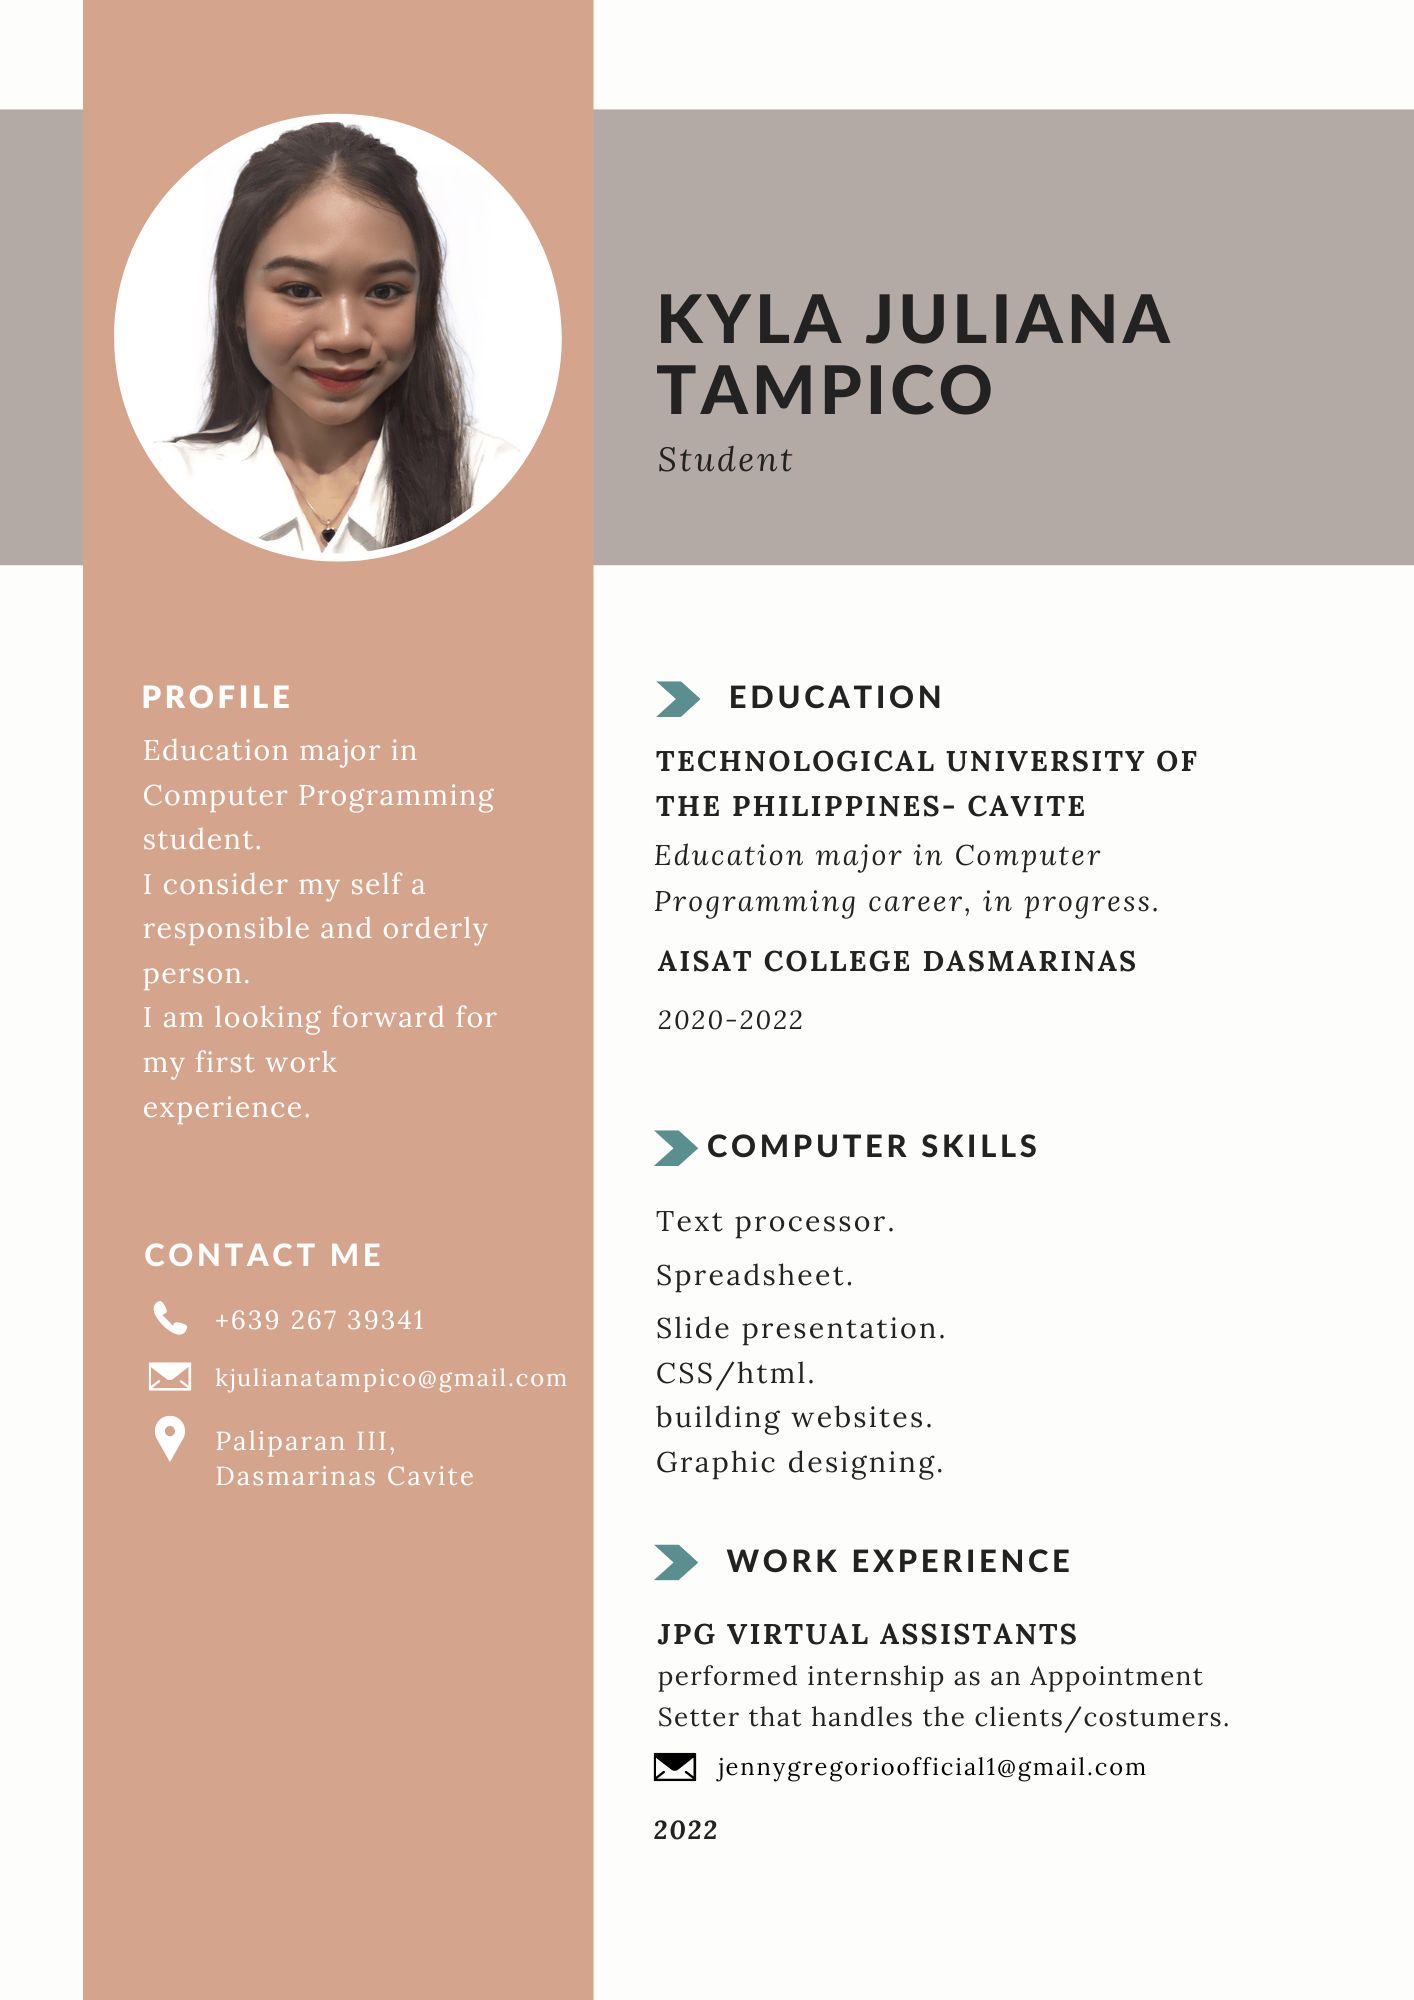 KYLA JULIANA
TAMPICO
Student
PROFILE
Education major in
Computer Programming
student.
I consider my self a
responsible and orderly
person.
I am looking forward for
my first work
experience.
CONTACT ME
+639 267 39341
kjulianatampico@gmail.com
Paliparan III,
Dasmarinas Cavite
EDUCATION
TECHNOLOGICAL UNIVERSITY OF
THE PHILIPPINES- CAVITE
Education major in Computer
Programming career, in progress.
AISAT COLLEGE DASMARINAS
2020-2022
COMPUTER SKILLS
Text processor.
Spreadsheet.
Slide presentation.
CSS/html.
building websites.
Graphic designing.
WORK EXPERIENCE
JPG VIRTUAL ASSISTANTS
performed internship as an Appointment
Setter that handles the clients/costumers.
jennygregorioofficial1@gmail.com
2022